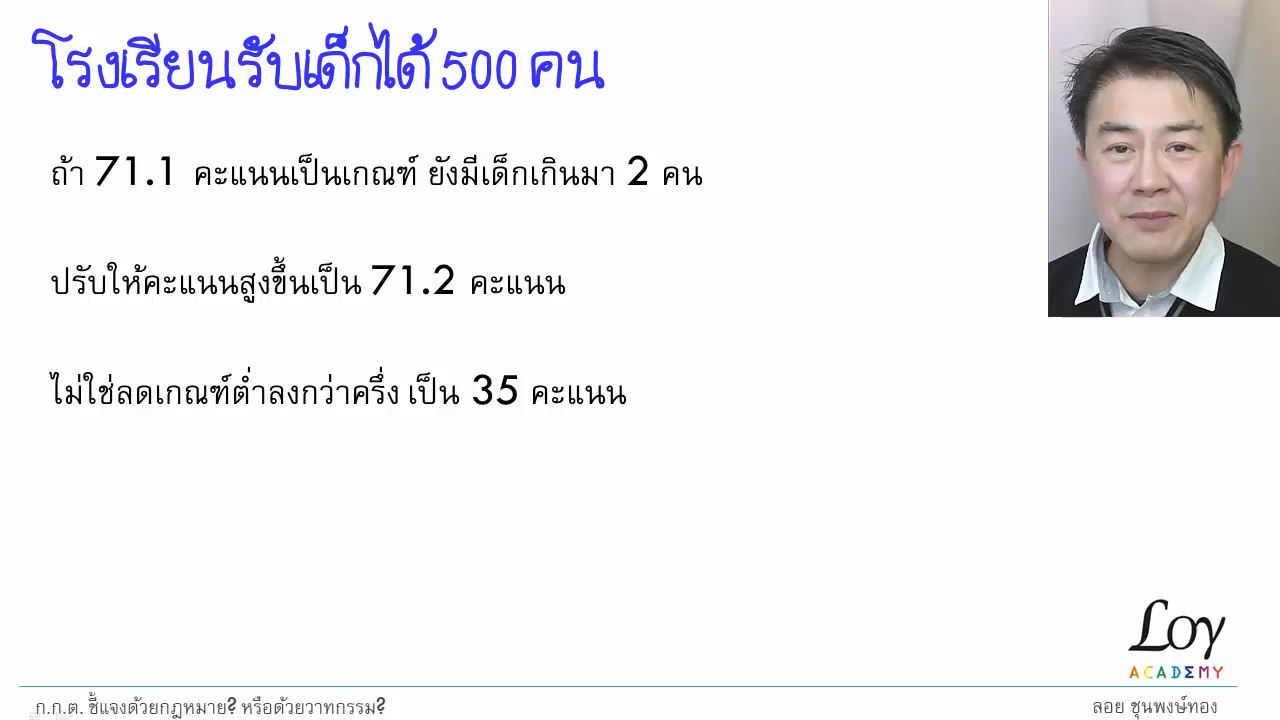 โรงเรียนรับเด็กได้ 500 คน
ถ้า 71.1 คะแนนเป็นเกณฑ์ ยังมีเด็กเกินมา 2 คน
ปรับให้คะแนนสูงขึ้นเป็น 71.2 คะแนน
ไม่ใช่ลดเกณฑ์ต่ำลงกว่าครึ่ง เป็น 35 คะแนน
Loy
ACADEMY
ก.ก.ต. ชี้แจงด้วยกฎหมาย? หรือด้วยวาทกรรม?
ลอย ชุนพงษ์ทอง